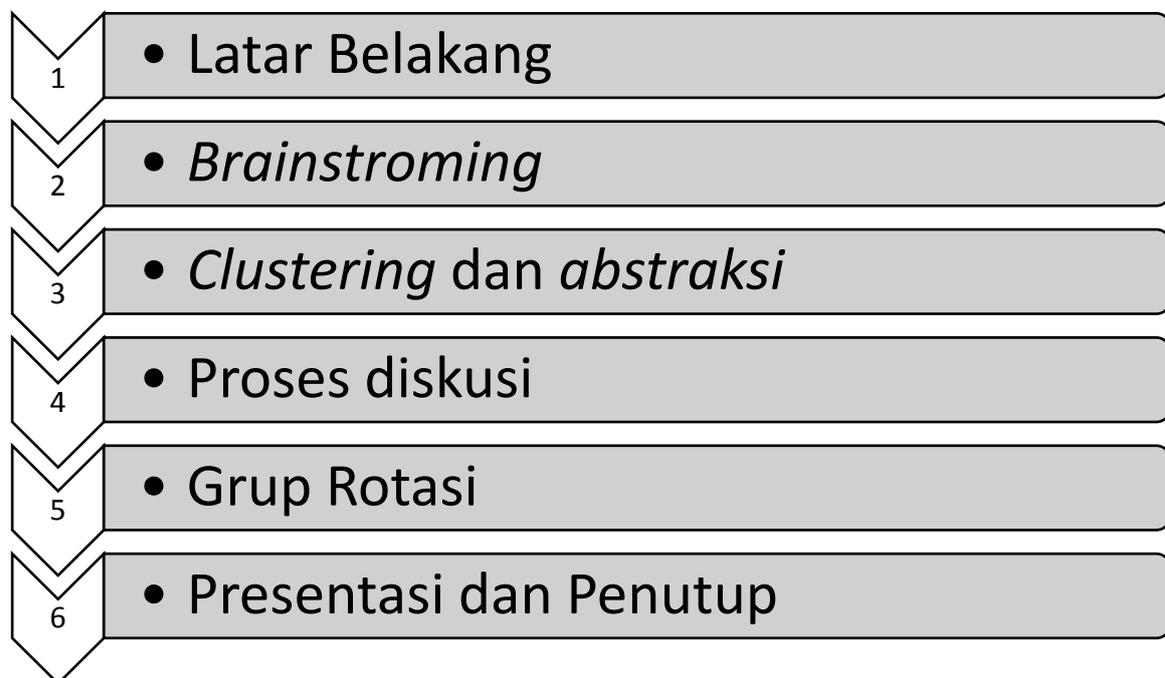 1
• Latar Belakang
2
• Brainstroming
3
• Clustering dan abstraksi
4
• Proses diskusi
5
• Grup Rotasi
6
• Presentasi dan Penutup